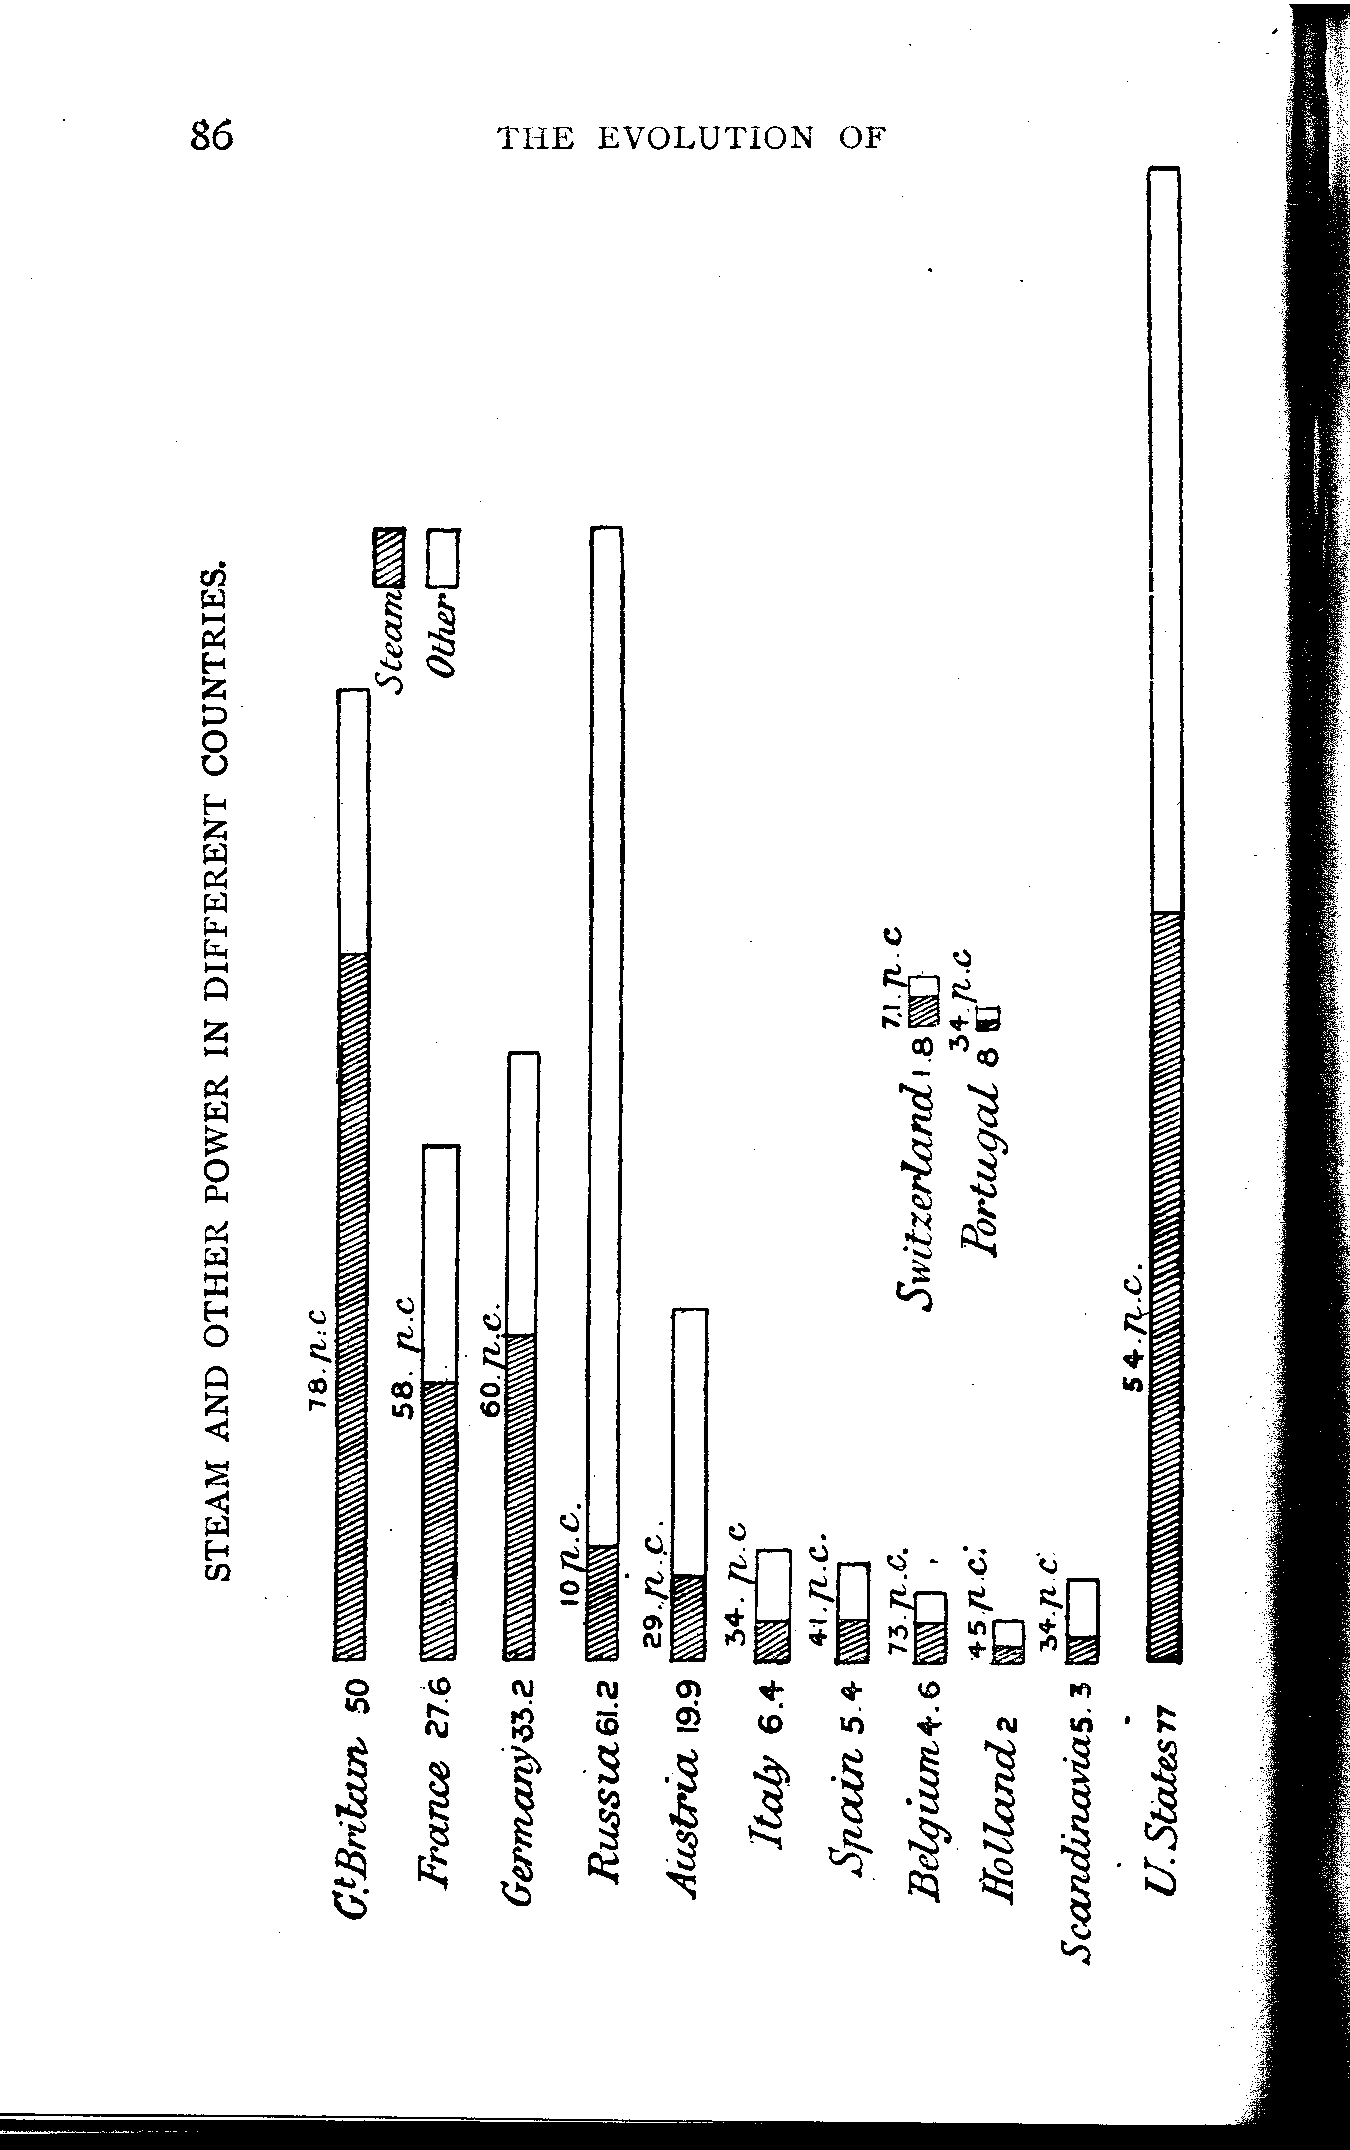 86
THE EVOLUTION OF
STEAM AND OTHER POWER IN DIFFERENT COUNTRIES.
Steam
Other
Gt. Britain 50
78. p.c
France 27.6
58. p.c
Germany 33.2
60. p.c.
Russia 61.2
10 p.c.
Austria 19.9
29. p.c.
Italy 6.4
34. p.c
Spain 5.4
41. p.c.
Belgium 4.6
73. p.c.
Holland 2
45 p.c.
Scandinavia 5.3
34. p.c
Switzerland 1.8
71. p.c
Portugal 8
34. p.c
U. States 77
54. p.c.